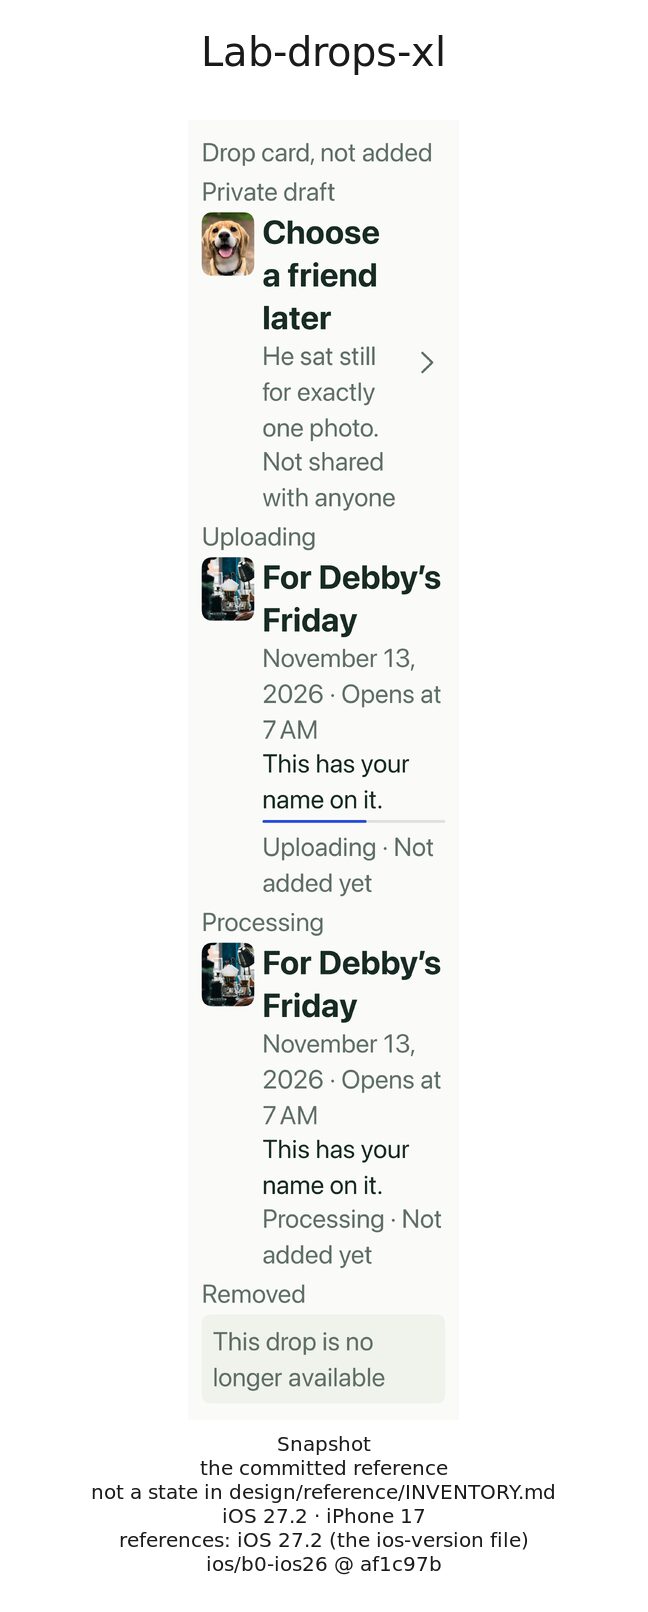 Lab-drops-xl
Drop card, not added
Private draft
Choose
a friend
later
He sat still
for exactly
one photo.
Not shared
with anyone
Uploading
For Debby’s
Friday
November 13,
2026 · Opens at
7 AM
This has your
name on it.
Uploading · Not
added yet
Processing
For Debby’s
Friday
November 13,
2026 · Opens at
7 AM
This has your
name on it.
Processing · Not
added yet
Removed
This drop is no
longer available
Snapshot
the committed reference
not a state in design/reference/INVENTORY.md
iOS 27.2 · iPhone 17
references: iOS 27.2 (the ios-version file)
ios/b0-ios26 @ af1c97b